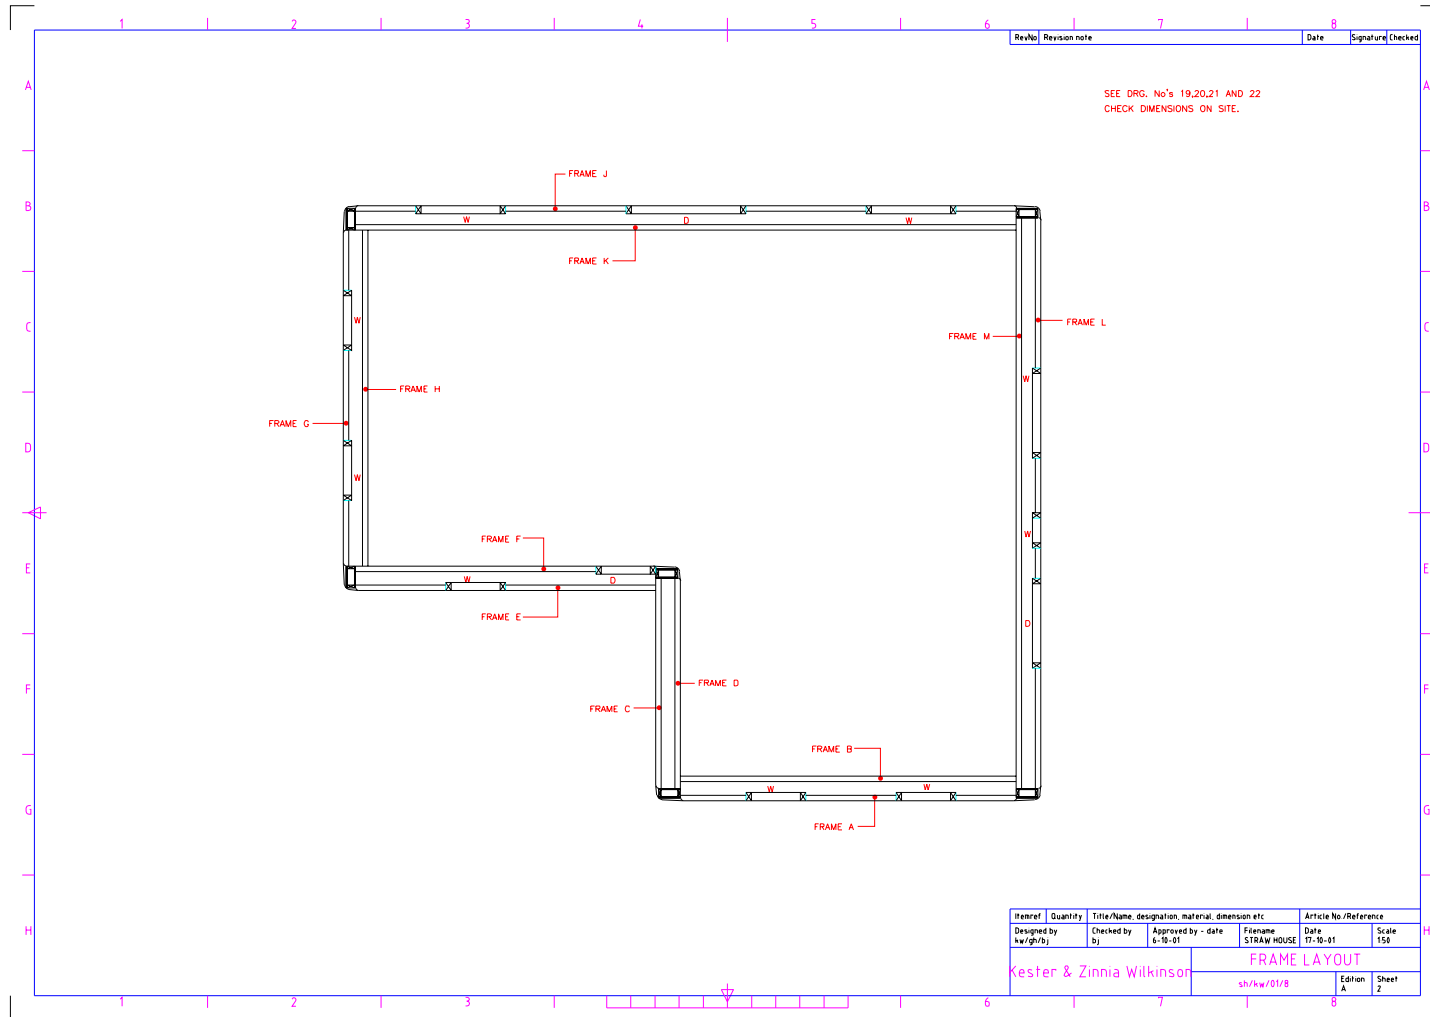 1 2 3 4 5 6 7 8
RevNo Revision note Date Signature Checked
A A
SEE DRG. No's 19,20,21 AND 22
CHECK DIMENSIONS ON SITE.
FRAME J
B B
W D W
FRAME K
C W FRAME M FRAME L C
W
FRAME H
FRAME G
D D
W
W
FRAME F
E W D E
FRAME E
D
F FRAME D F
FRAME C
FRAME B
W W
G G
FRAME A
H H
Itemref Quantity Title/Name, designation, material, dimension etc Article No./Reference
Designed by Checked by Approved by - date Filename Date Scale
kw/gh/bj bj 6-10-01 STRAW HOUSE 17-10-01 1:50
Kester & Zinnia Wilkinson
FRAME LAYOUT
sh/kw/01/8
Edition Sheet
A 2
1 2 3 6 7 8